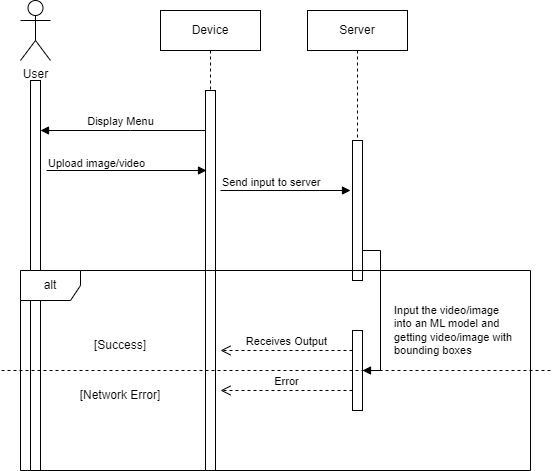 Device
Server
User
Display Menu
Upload image/video
Send input to server
alt
Input the video/image
into an ML model and
getting video/image with
bounding boxes
[Success]
Receives Output
Error
[Network Error]